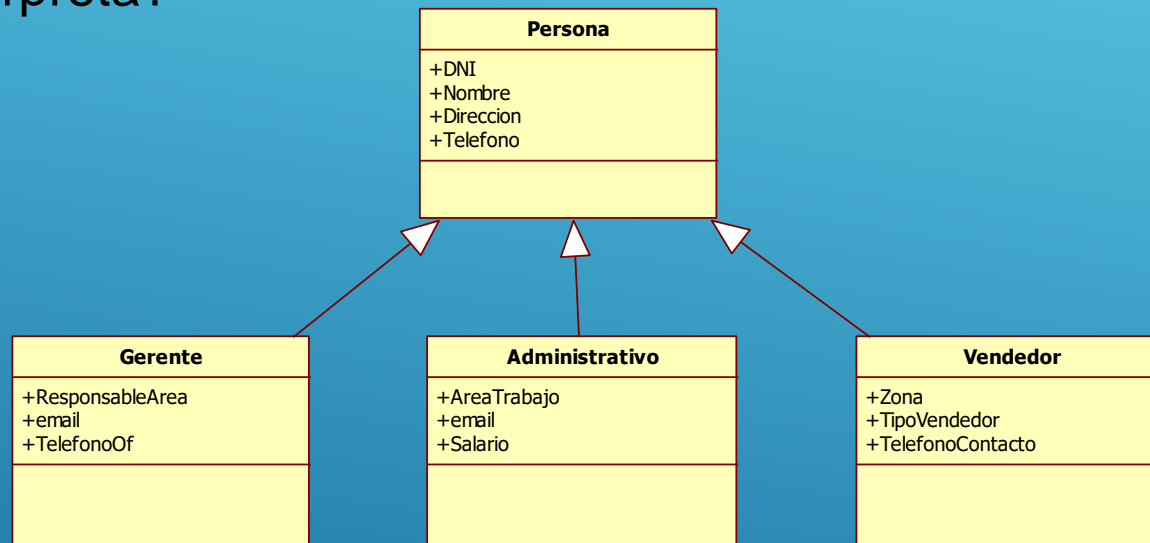 Persona
+DNI
+Nombre
+Direccion
+Telefono
Gerente
+ResponsableArea
+email
+TelefonoOf
Administrativo
+AreaTrabajo
+email
+Salario
Vendedor
+Zona
+TipoVendedor
+TelefonoContacto